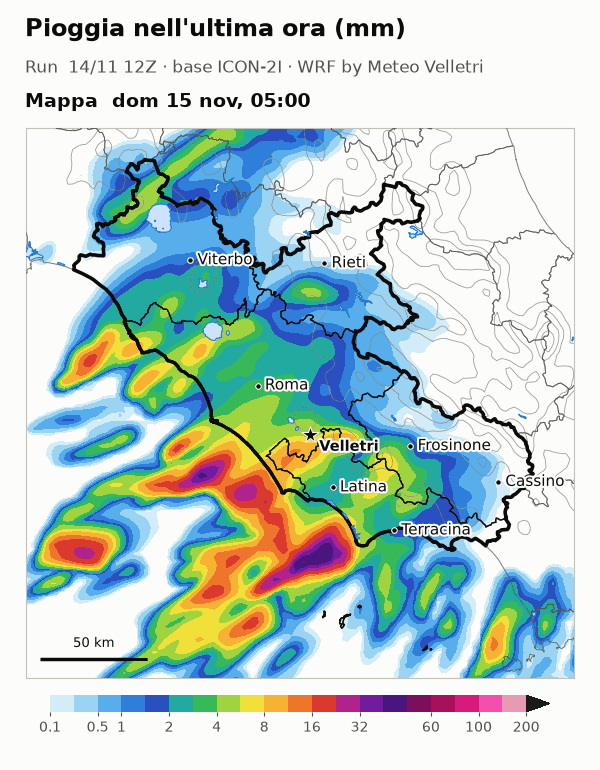 Pioggia nell'ultima ora (mm)
Run  14/11 12Z · base ICON-2I · WRF by Meteo Velletri
Mappa  dom 15 nov, 05:00
Viterbo
Rieti
Roma
Velletri
Frosinone
Latina
Cassino
Terracina
50 km
0.1 0.5 1 2 4 8 16 32 60 100 200